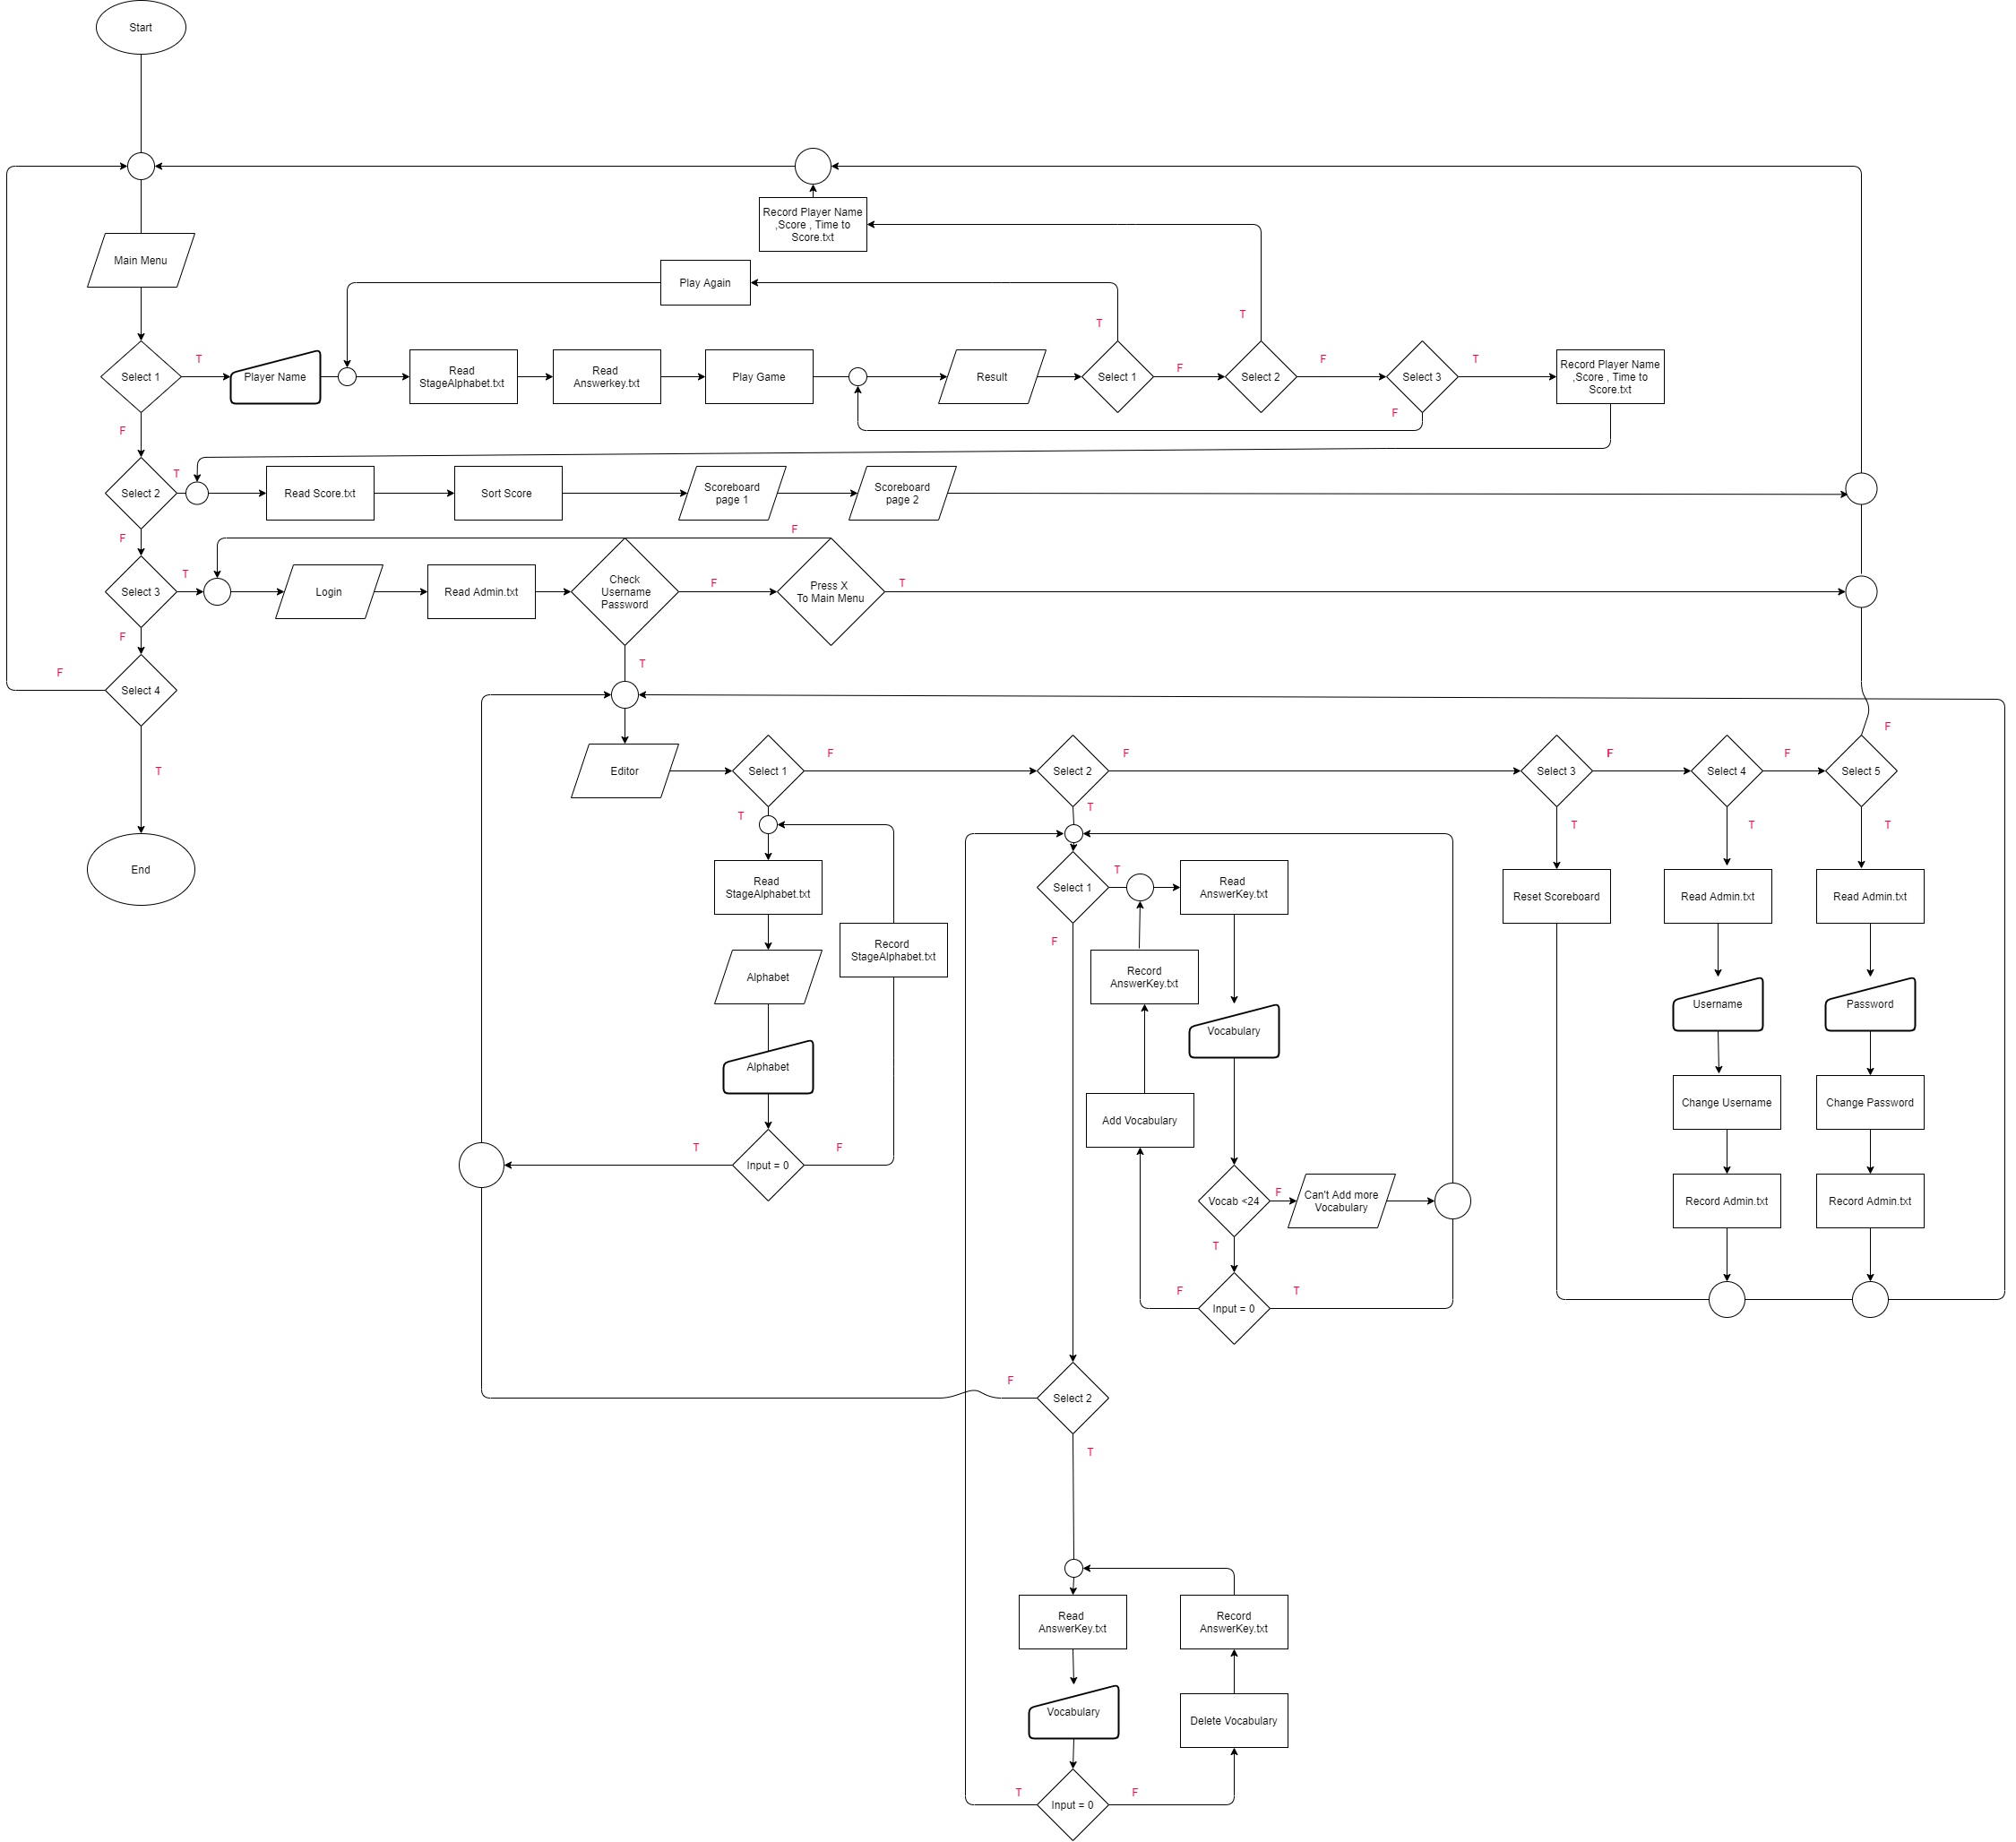 Start
Record Player Name
,Score , Time to
Score.txt
Main Menu
Play Again
T
T
T
Player Name
Read
StageAlphabet.txt
Read
Answerkey.txt
Play Game
Result
Select 1
F
Select 2
F
Select 3
T
F
Record Player Name
,Score , Time to
Score.txt
Select 1
F
Select 2
T
Read Score.txt
Sort Score
Scoreboard
page 1
Scoreboard
page 2
F
F
Select 3
T
Login
Read Admin.txt
Check
Username
Password
F
Press X
To Main Menu
T
F
T
F
Select 4
T
End
Editor
Select 1
F
Select 2
F
Select 3
F
Select 4
F
Select 5
F
T
T
T
T
T
Read
StageAlphabet.txt
Record
StageAlphabet.txt
Alphabet
Alphabet
T
Input = 0
F
Select 1
T
Read
AnswerKey.txt
F
Record
AnswerKey.txt
Vocabulary
Add Vocabulary
Vocab <24
F
Can't Add more
Vocabulary
T
F
Input = 0
T
Reset Scoreboard
Read Admin.txt
Read Admin.txt
Username
Password
Change Username
Change Password
Record Admin.txt
Record Admin.txt
F
Select 2
T
Read
AnswerKey.txt
Record
AnswerKey.txt
Vocabulary
Delete Vocabulary
T
Input = 0
F